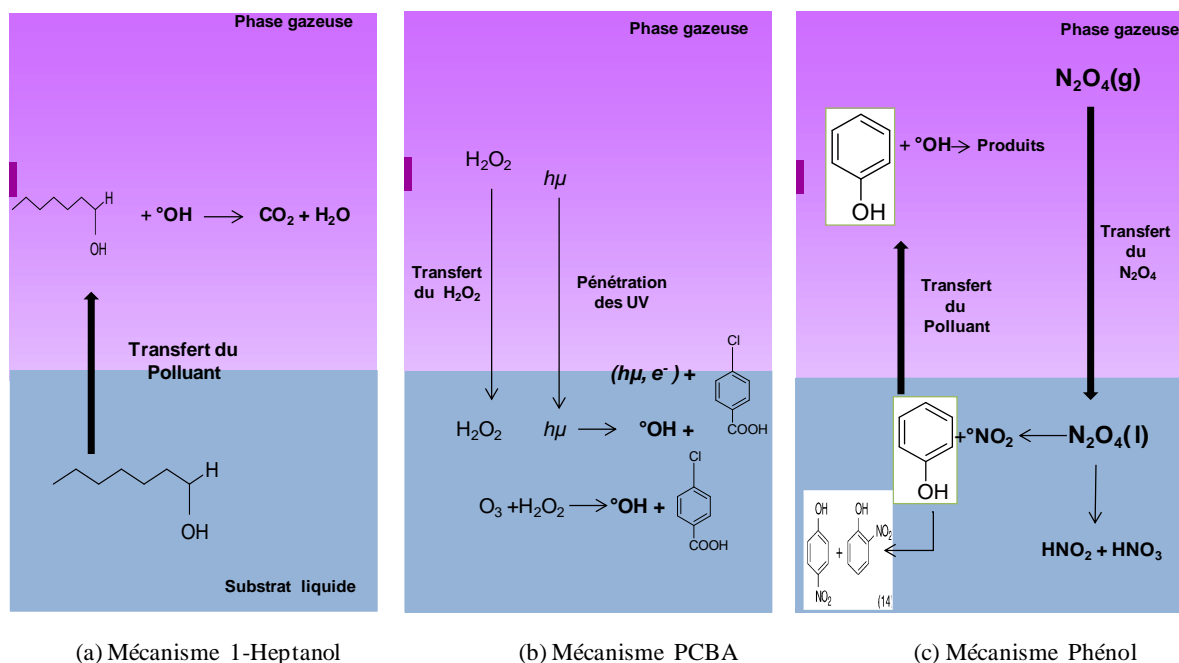 Phase gazeuse
H
OH
+ °OH → CO₂ + H₂O
Transfert du
Polluant
H
OH
Substrat liquide
(a) Mécanisme 1-Heptanol
Phase gazeuse
H₂O₂
hµ
Transfert
du H₂O₂
Pénétration
des UV
(hµ, e⁻) +
Cl
COOH
H₂O₂
hµ → °OH +
O₃ +H₂O₂ → °OH +
Cl
COOH
(b) Mécanisme PCBA
Phase gazeuse
N₂O₄(g)
OH
+ °OH → Produits
Transfert
du
N₂O₄
Transfert
du
Polluant
OH
+°NO₂ ← N₂O₄(l)
HNO₂ + HNO₃
OH
NO₂
+
OH
NO₂
(14)
(c) Mécanisme Phénol